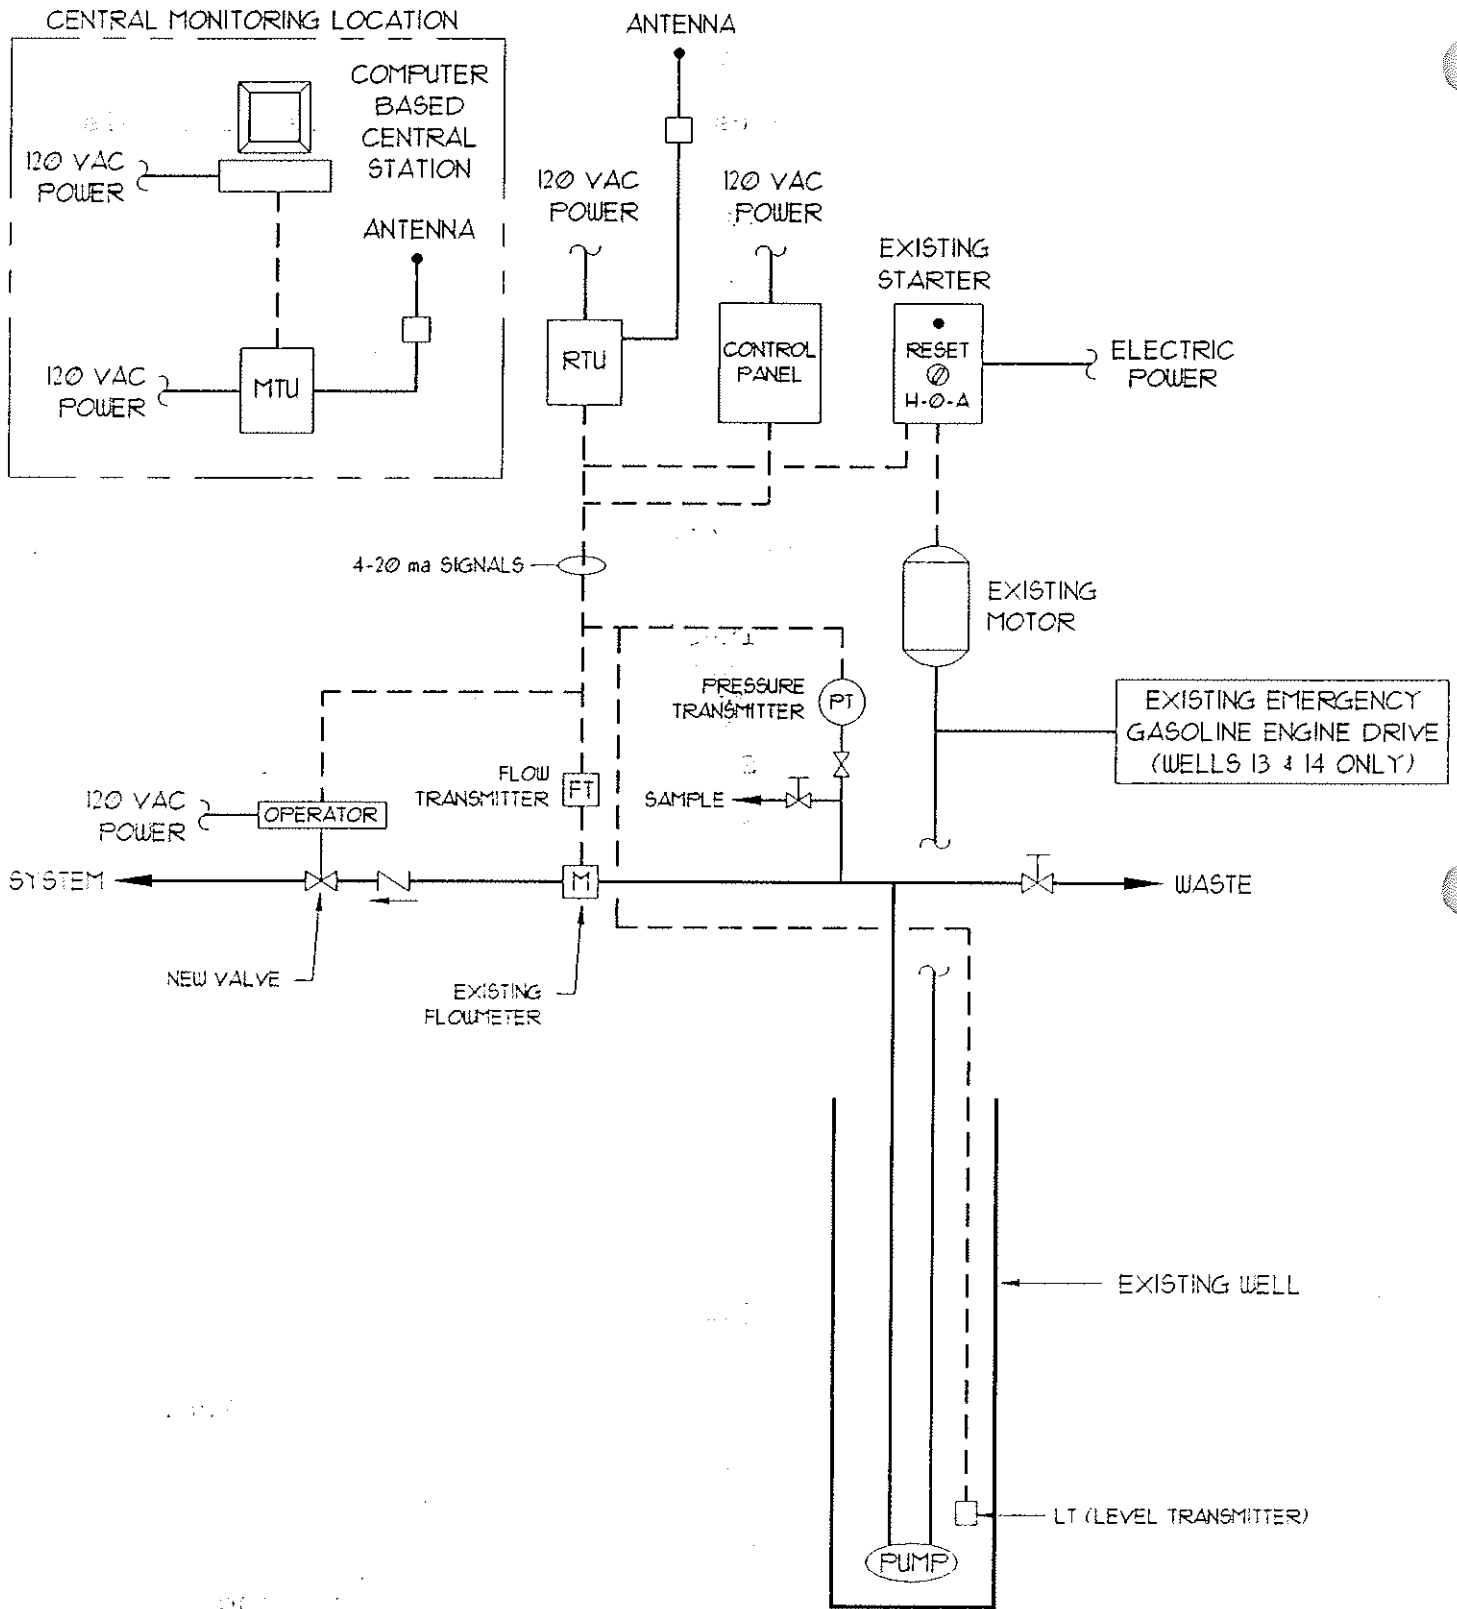 CENTRAL MONITORING LOCATION
COMPUTER
BASED
CENTRAL
STATION
120 VAC
POWER
ANTENNA
120 VAC
POWER
MTU
ANTENNA
120 VAC
POWER
RTU
120 VAC
POWER
CONTROL
PANEL
EXISTING
STARTER
RESET
H-O-A
ELECTRIC
POWER
4-20 ma SIGNALS
EXISTING
MOTOR
PRESSURE
TRANSMITTER
PT
EXISTING EMERGENCY
GASOLINE ENGINE DRIVE
(WELLS 13 & 14 ONLY)
FLOW
TRANSMITTER
FT
SAMPLE
120 VAC
POWER
OPERATOR
SYSTEM
M
WASTE
NEW VALVE
EXISTING
FLOWMETER
EXISTING WELL
LT (LEVEL TRANSMITTER)
PUMP